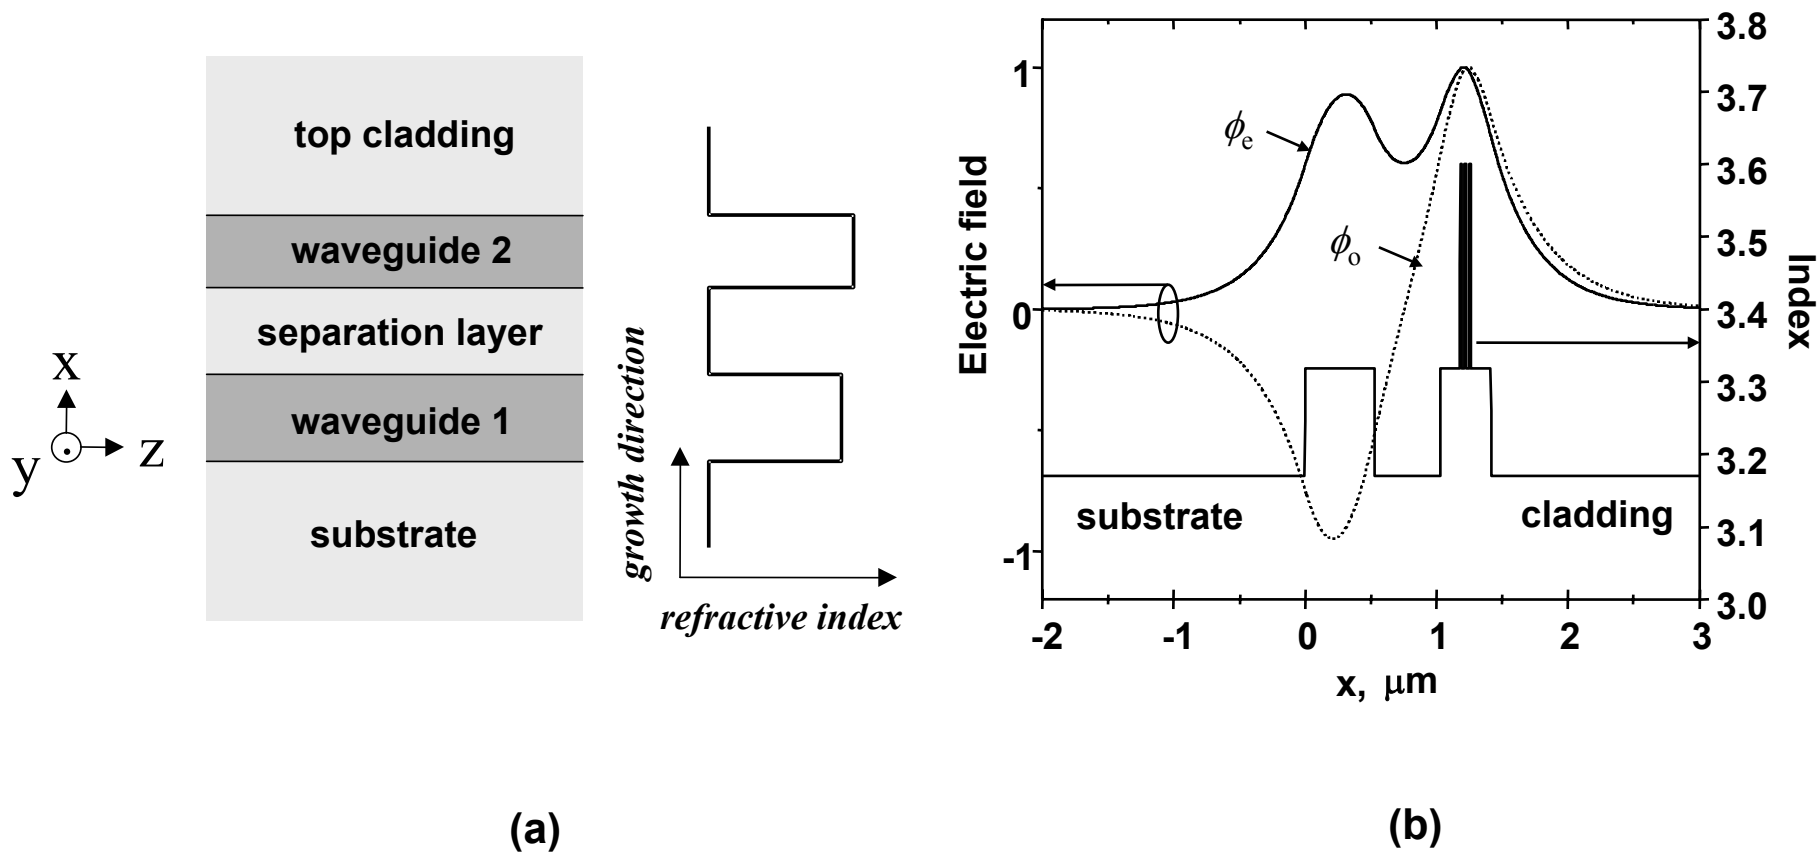 top cladding
waveguide 2
separation layer
waveguide 1
substrate
x
y
z
growth direction
refractive index
(a)
Electric field
1
0
-1
ϕe
ϕo
substrate
cladding
3.8
3.7
3.6
3.5
3.4
3.3
3.2
3.1
3.0
Index
-2 -1 0 1 2 3
x, μm
(b)